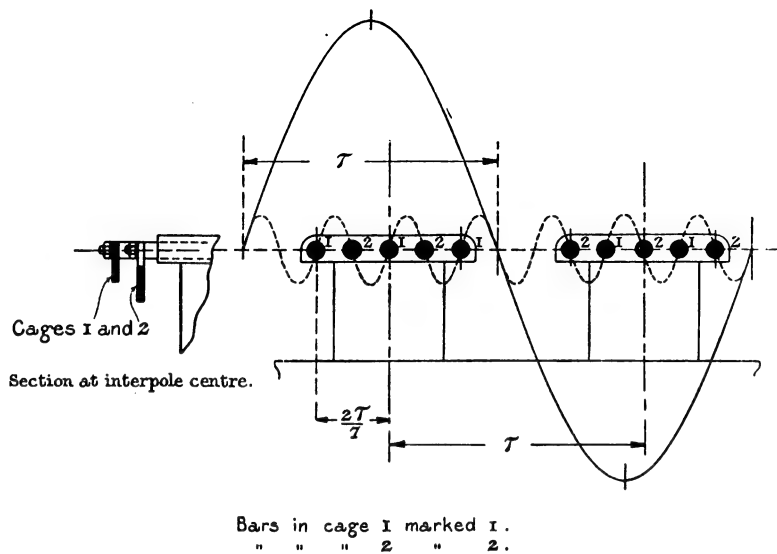 τ
1 2 1 2 1
2 1 2 1 2
Cages 1 and 2
Section at interpole centre.
2τ
7
τ
Bars in cage 1 marked 1.
" " " 2 " 2.